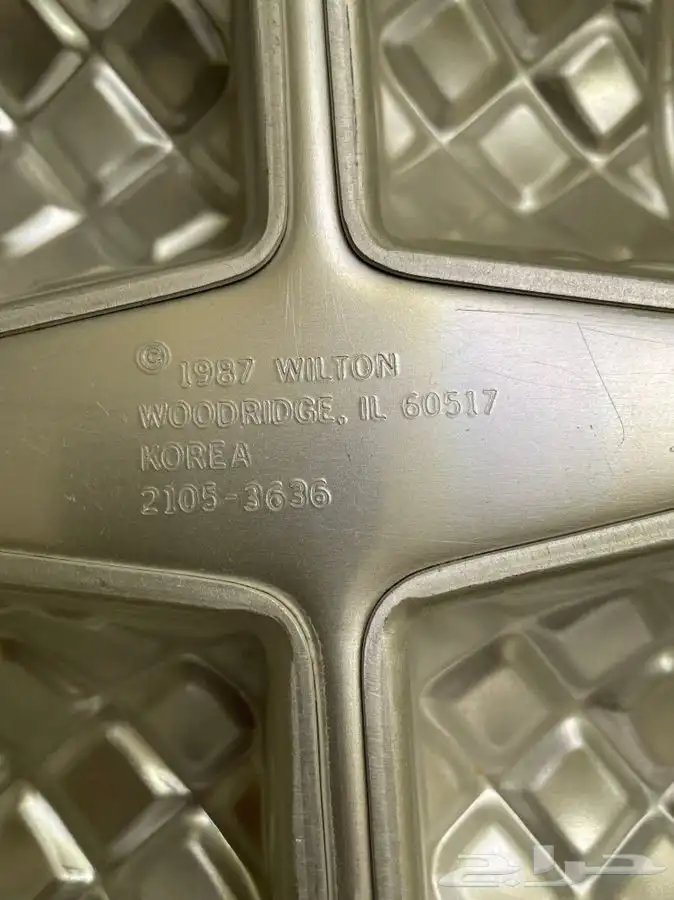 © 1987 WILTON
WOODRIDGE, IL 60517
KOREA
2105-3636
حراج